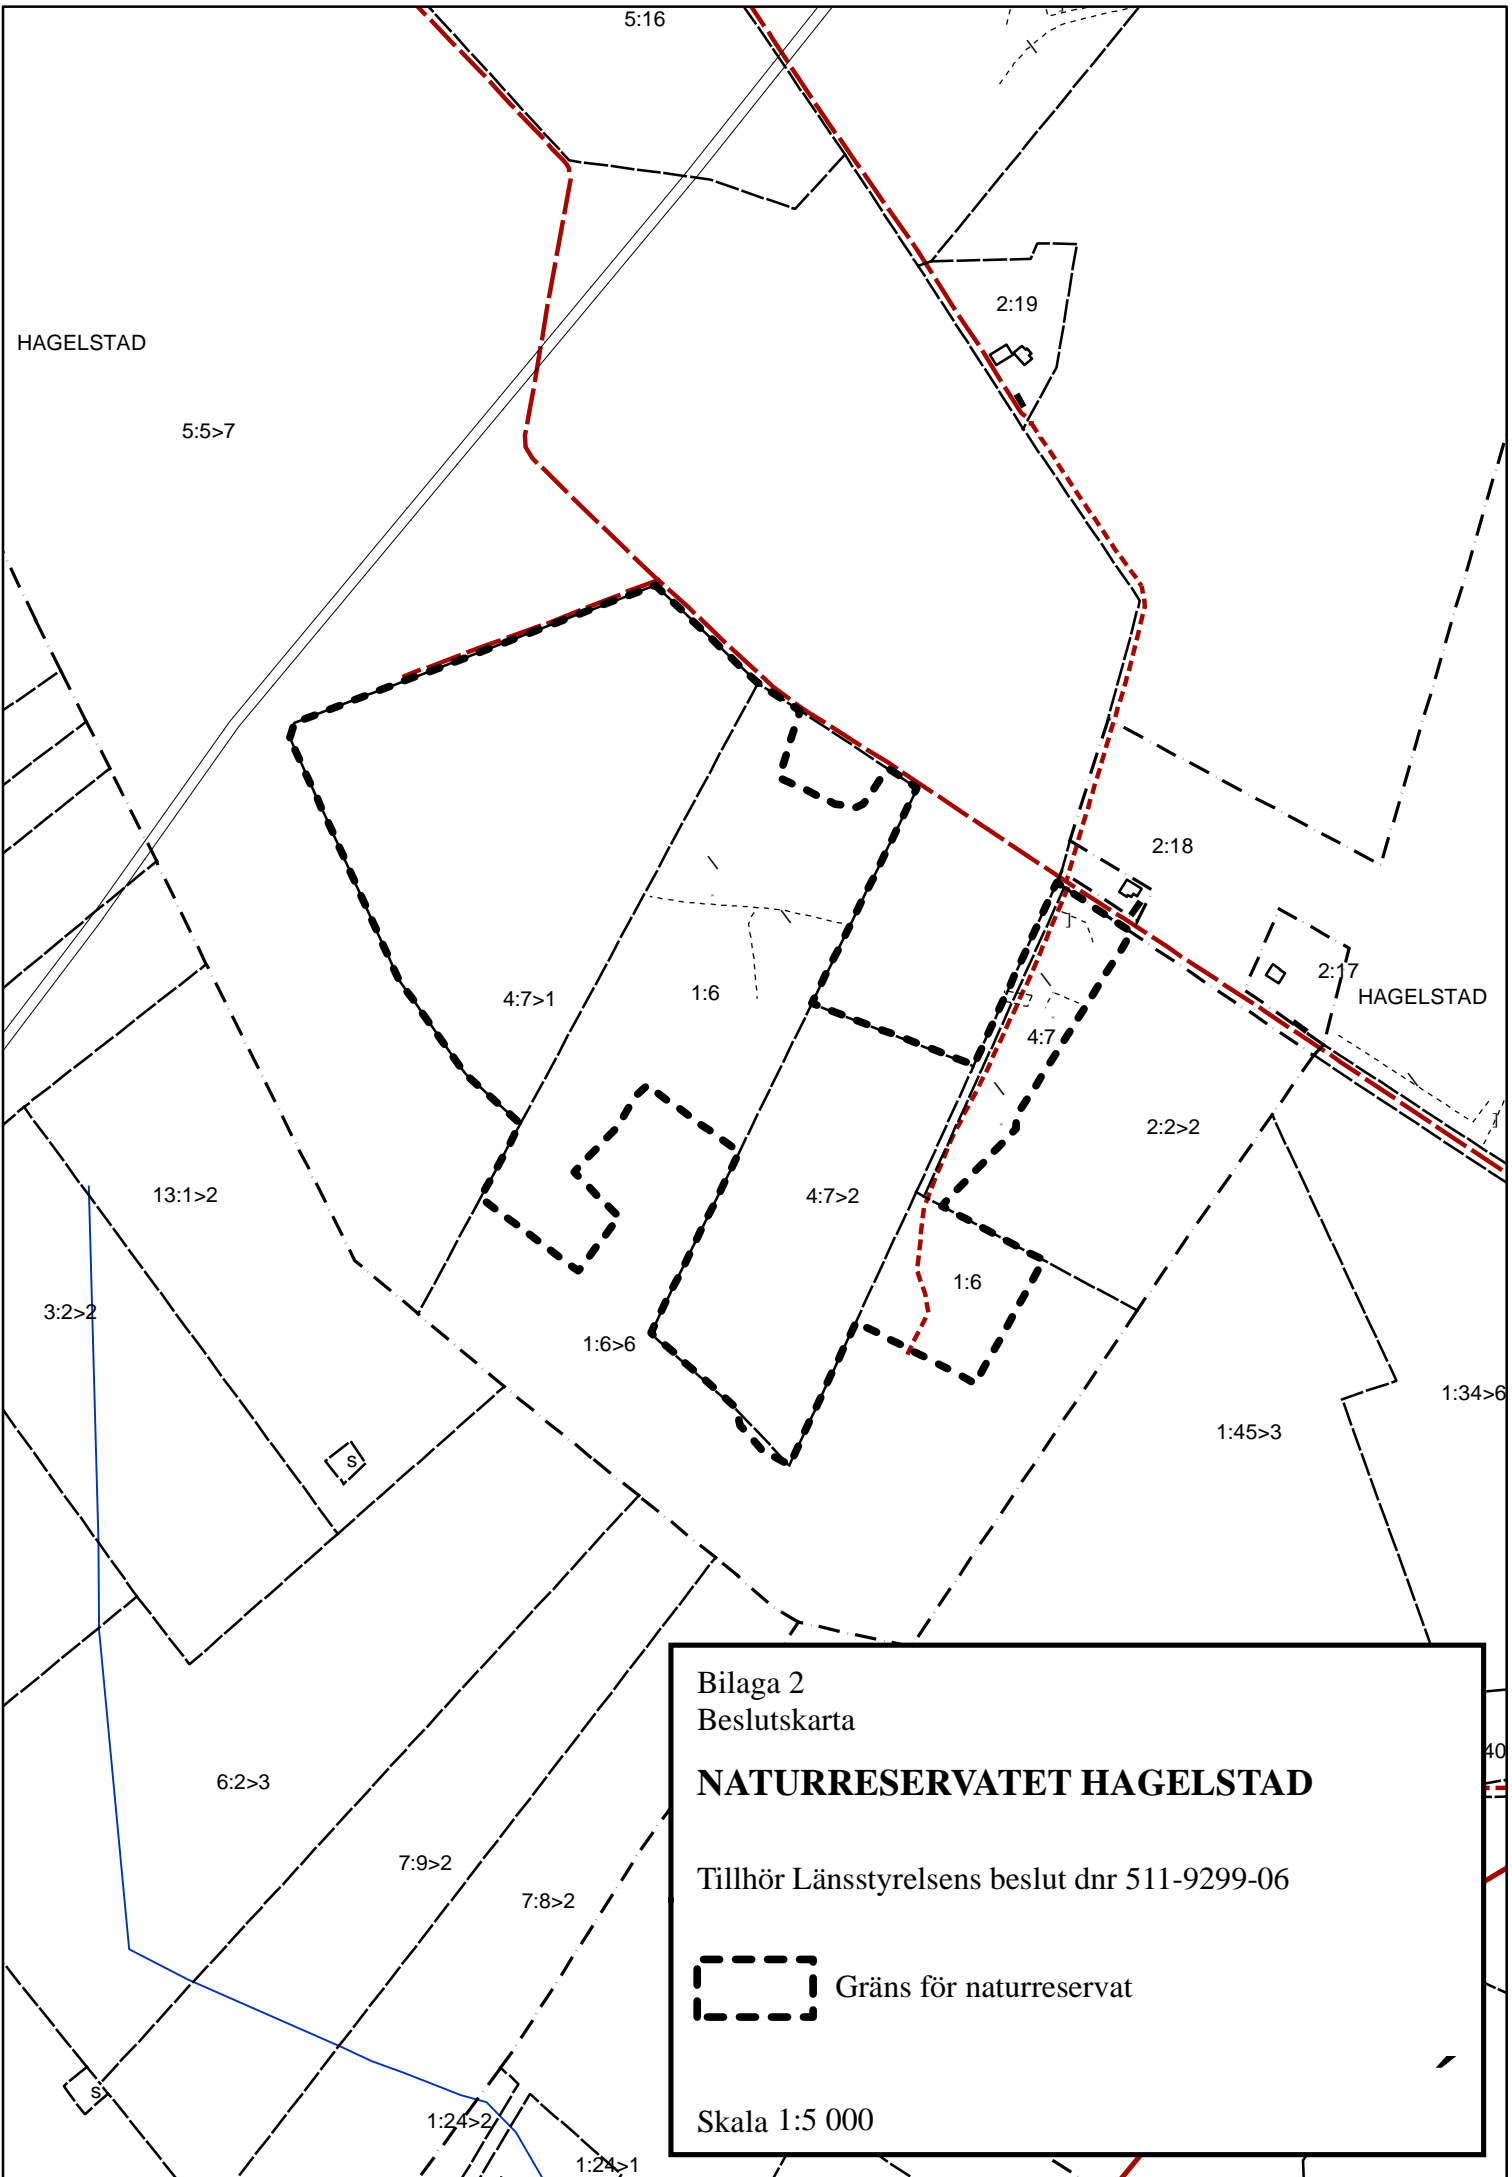 5:16
2:19
HAGELSTAD
5:5>7
2:18
2:17
HAGELSTAD
4:7>1
1:6
4:7
2:2>2
13:1>2
4:7>2
1:6
3:2>2
1:6>6
1:34>6
1:45>3
s
Bilaga 2
Beslutskarta
40
6:2>3
NATURRESERVATET HAGELSTAD
7:9>2
Tillhör Länsstyrelsens beslut dnr 511-9299-06
7:8>2
Gräns för naturreservat
s
1:24>2
Skala 1:5 000
1:24>1